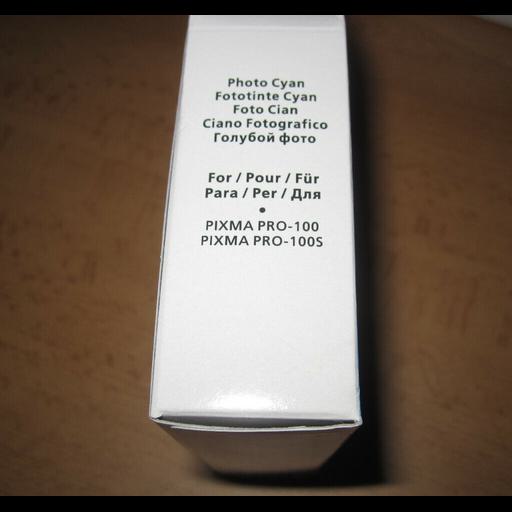 Photo Cyan
Fototinte Cyan
Foto Cian
Ciano Fotografico
Голубой фото
For / Pour / Für
Para / Per / Для
•
PIXMA PRO-100
PIXMA PRO-100S